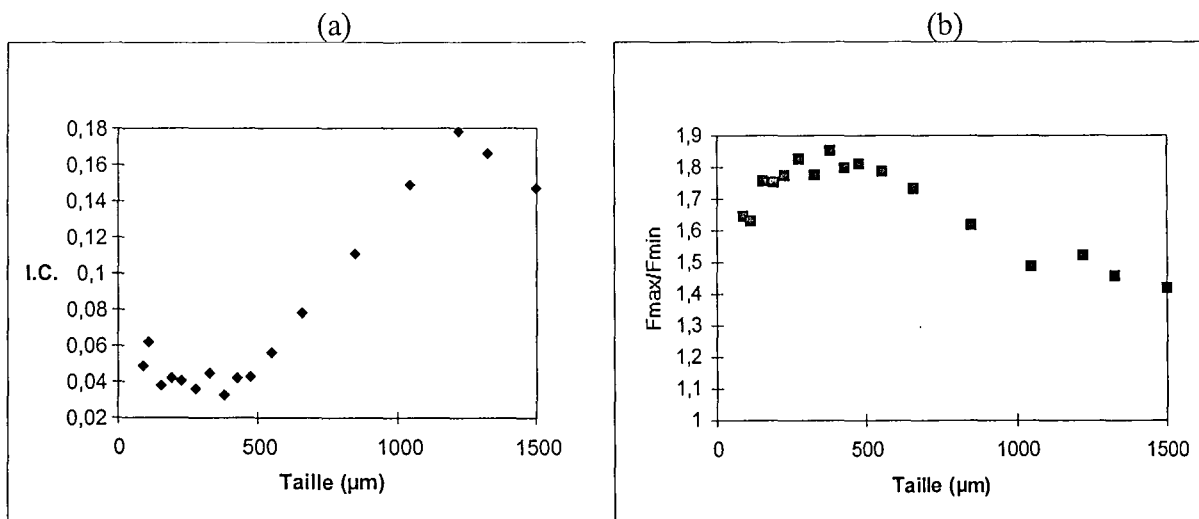 (a)
0,18
0,16
0,14
0,12
I.C. 0,1
0,08
0,06
0,04
0,02
0 500 1000 1500
Taille (µm)
(b)
1,9
1,8
1,7
1,6
1,5
1,4
1,3
1,2
1,1
1
Fmax/Fmin
0 500 1000 1500
Taille (µm)